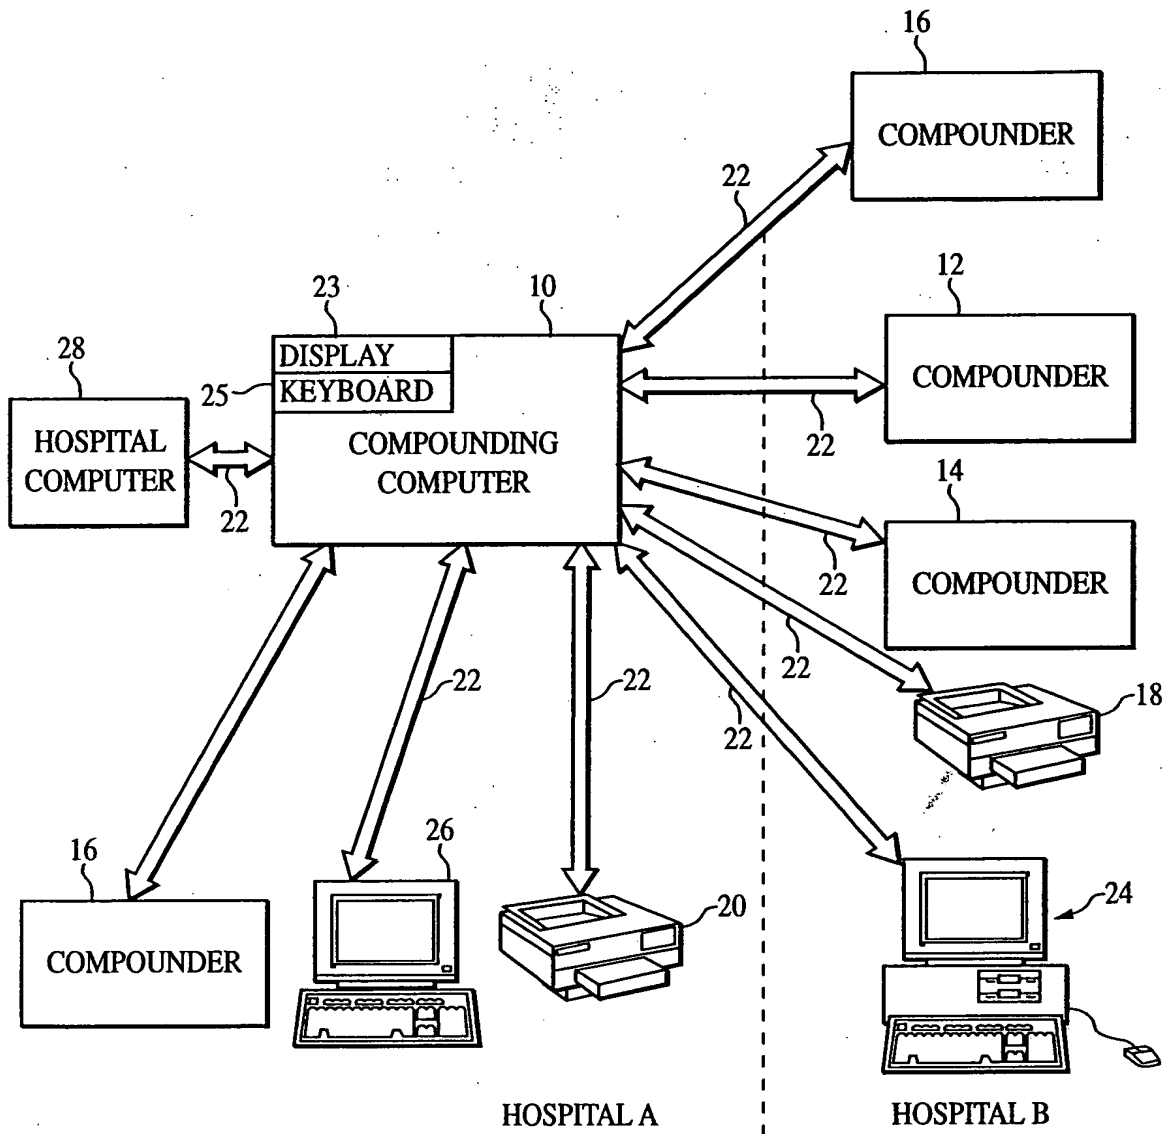 16
COMPOUNDER
22
12
COMPOUNDER
22
23
10
DISPLAY
25
KEYBOARD
COMPOUNDING
COMPUTER
28
HOSPITAL
COMPUTER
22
14
COMPOUNDER
22
22
18
22
22
22
16
COMPOUNDER
26
20
24
HOSPITAL A
HOSPITAL B